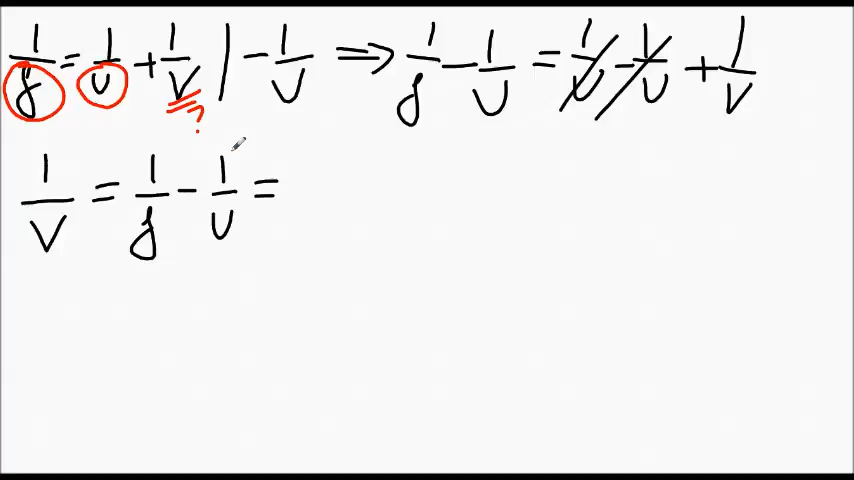 1/f = 1/u + 1/v | - 1/u ⇒ 1/f - 1/u = 1/u - 1/u + 1/v
?
1/v = 1/f - 1/u =